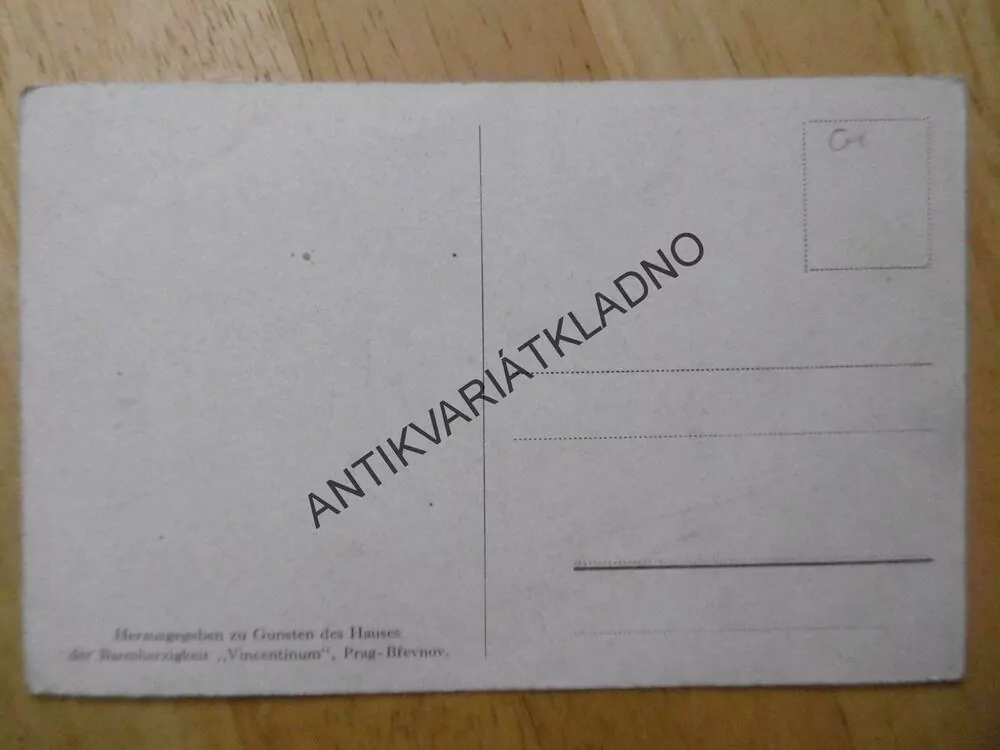 ANTIKVARIÁTKLADNO
Herausgegeben zu Gunsten des Hauses
der Barmherzigkeit „Vincentinum“, Prag-Břevnov.